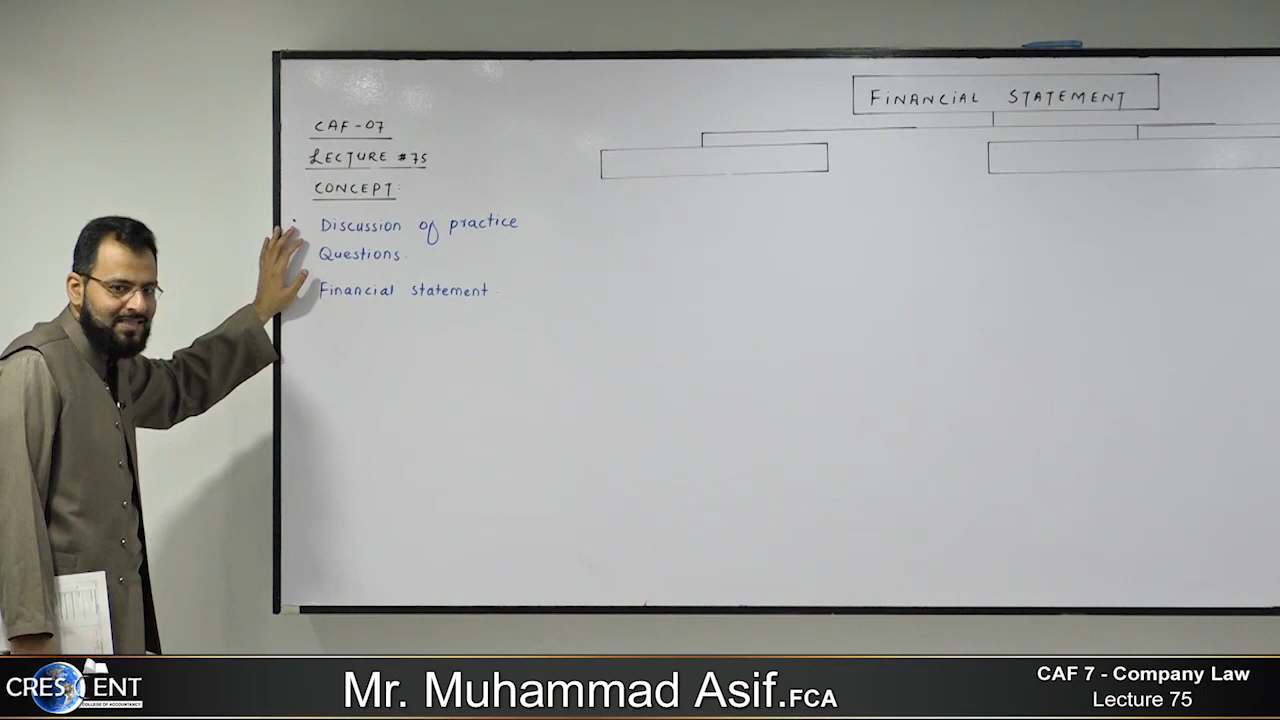 FINANCIAL STATEMENT
CAF-07
LECTURE #75
CONCEPT:
Discussion of practice
Questions.
Financial statement.
CRESCENT
COLLEGE OF ACCOUNTANCY
Mr. Muhammad Asif.FCA
CAF 7 - Company Law
Lecture 75